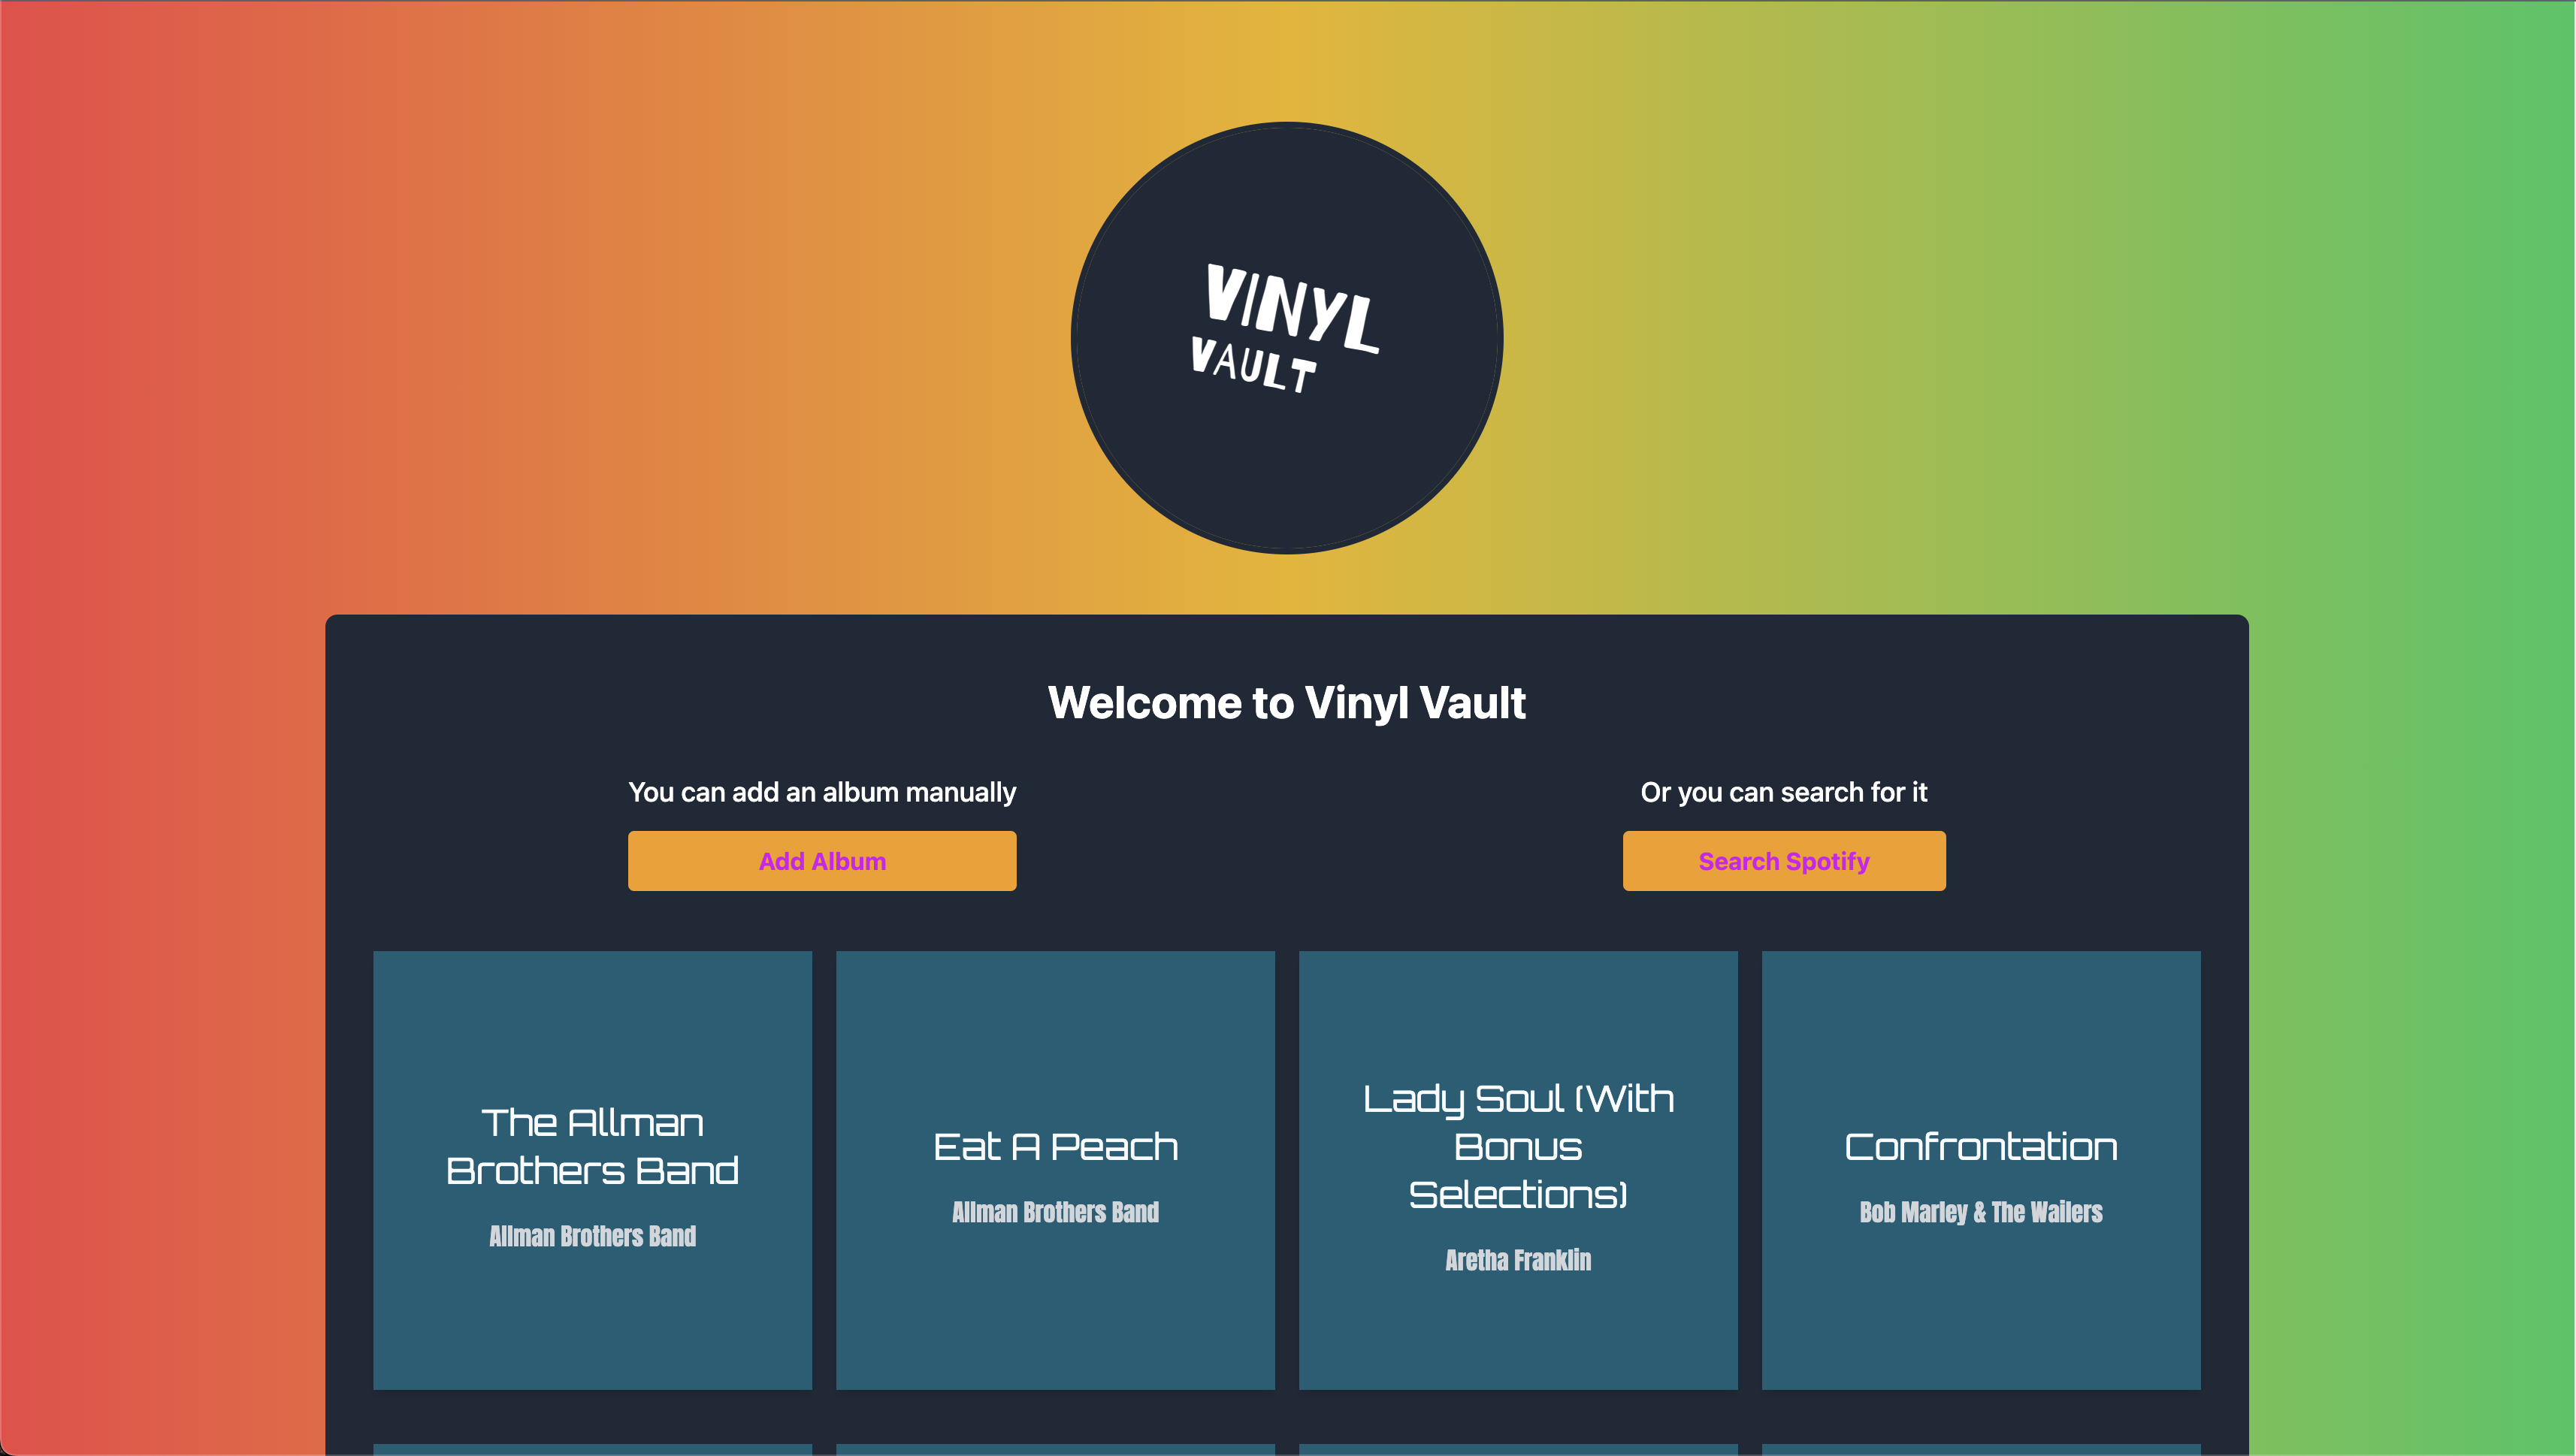 VINYL
VAULT
Welcome to Vinyl Vault
You can add an album manually
Add Album
Or you can search for it
Search Spotify
The Allman
Brothers Band
Allman Brothers Band
Eat A Peach
Allman Brothers Band
Lady Soul (With
Bonus
Selections)
Aretha Franklin
Confrontation
Bob Marley & The Wailers